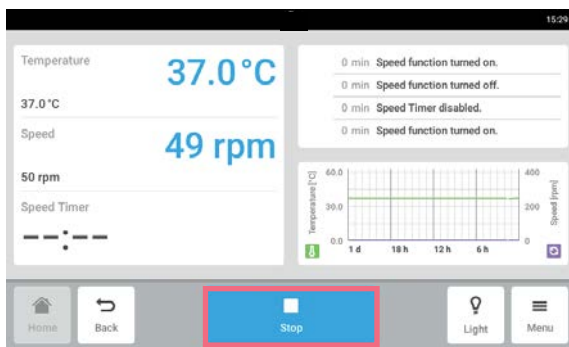 15:29
Temperature
37.0°C
37.0°C
Speed
49 rpm
50 rpm
Speed Timer
--:--
0 min Speed function turned on.
0 min Speed function turned off.
0 min Speed Timer disabled.
0 min Speed function turned on.
Temperature [°C]
60.0
30.0
0.0
1 d 18 h 12 h 6 h
400
200
0
Speed [rpm]
Home
Back
Stop
Light
Menu